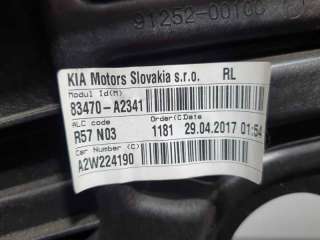 91252-00100
KIA Motors Slovakia s.r.o. RL
Modul Id(M)
83470-A2341
ALC code Order(C)Date
R57 N03 1181 29.04.2017 01:54
Car Number (C)
A2W224190